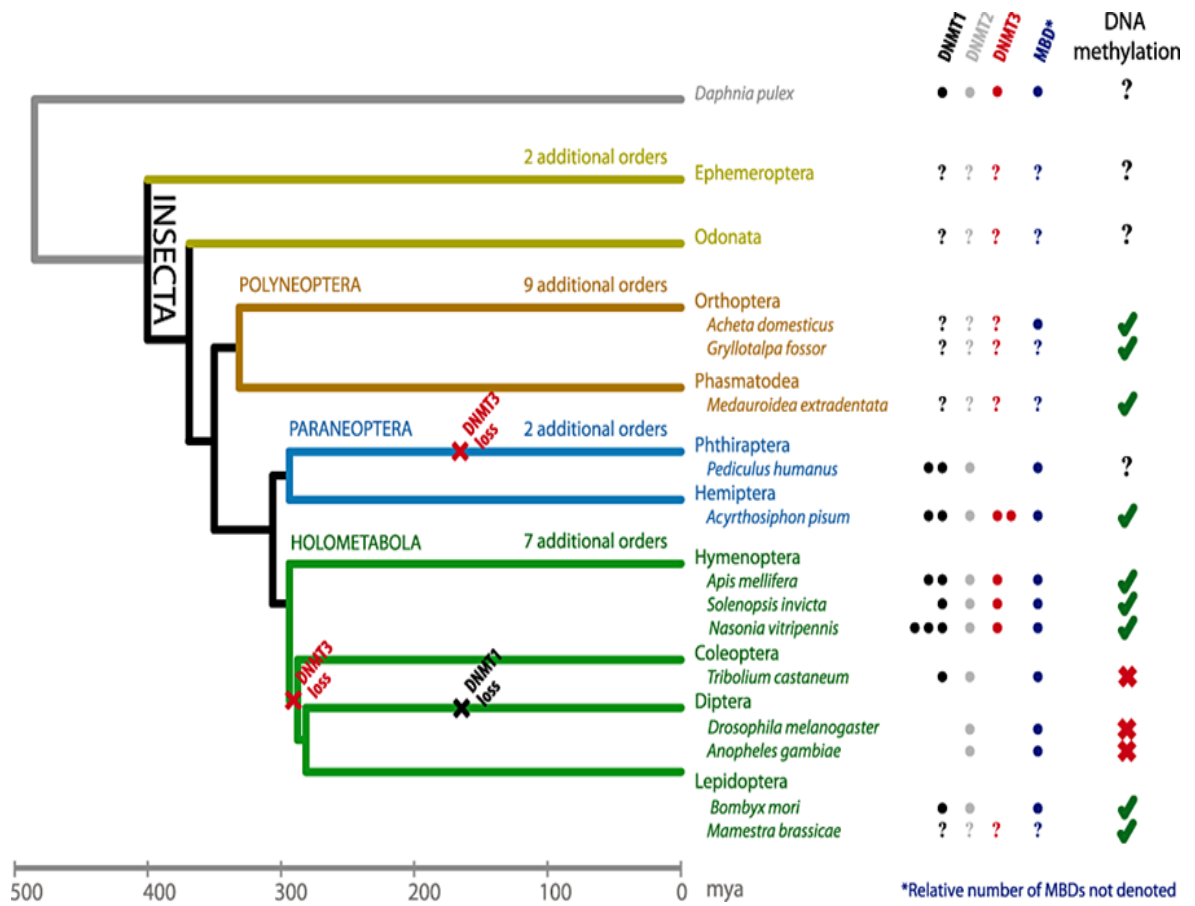 DNMT1 DNMT2 DNMT3 MBD* DNA methylation
Daphnia pulex ?
2 additional orders
Ephemeroptera ? ? ? ? ?
INSECTA
Odonata ? ? ? ? ?
POLYNEOPTERA 9 additional orders
Orthoptera
Acheta domesticus ? ? ?
Gryllotalpa fossor ? ? ? ?
Phasmatodea
Medauroidea extradentata ? ? ? ?
DNMT3 loss
PARANEOPTERA 2 additional orders
Phthiraptera
Pediculus humanus ?
Hemiptera
Acyrthosiphon pisum
HOLOMETABOLA 7 additional orders
Hymenoptera
Apis mellifera
Solenopsis invicta
Nasonia vitripennis
DNMT3 loss
DNMT1 loss
Coleoptera
Tribolium castaneum
Diptera
Drosophila melanogaster
Anopheles gambiae
Lepidoptera
Bombyx mori
Mamestra brassicae ? ? ? ?
500 400 300 200 100 0 mya
*Relative number of MBDs not denoted